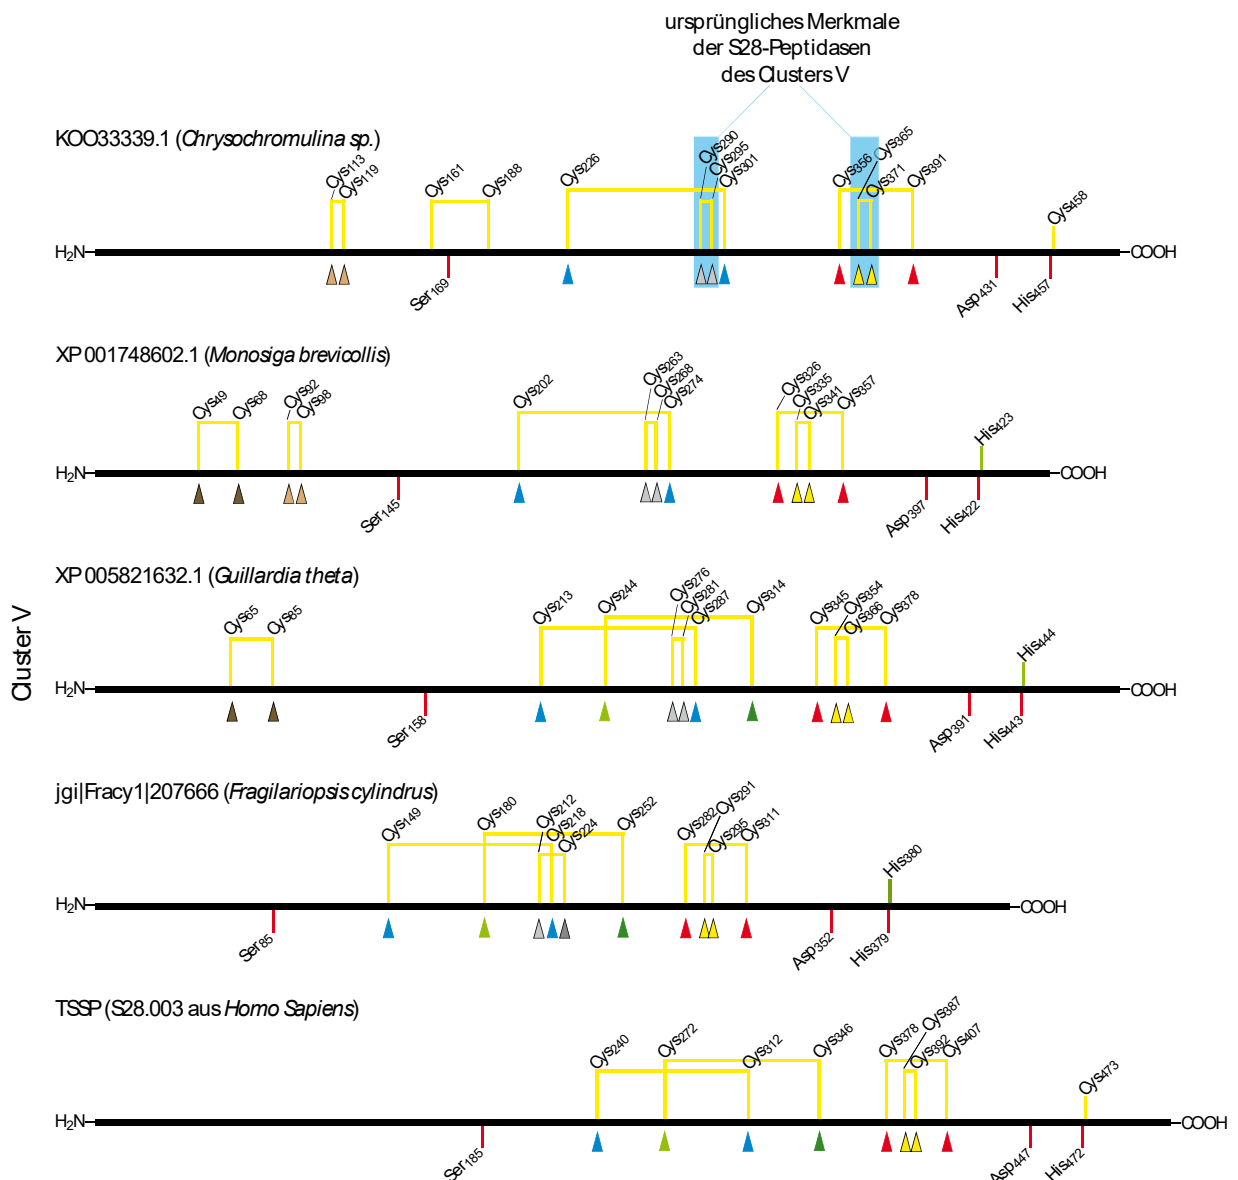 ursprüngliches Merkmale
der S28-Peptidasen
des Clusters V
KOO33339.1 (Chrysochromulina sp.)
Cys113
Cys119
Cys161
Cys188
Cys226
Cys290
Cys295
Cys301
Cys356
Cys365
Cys371
Cys391
Cys458
H2N
COOH
Ser169
Asp431
His457
XP 001748602.1 (Monosiga brevicollis)
Cys49
Cys68
Cys92
Cys98
Cys202
Cys263
Cys268
Cys274
Cys326
Cys335
Cys341
Cys357
His423
H2N
COOH
Ser145
Asp397
His422
Cluster V
XP 005821632.1 (Guillardia theta)
Cys65
Cys85
Cys213
Cys244
Cys276
Cys281
Cys287
Cys314
Cys345
Cys354
Cys366
Cys378
His444
H2N
COOH
Ser158
Asp391
His443
jgi|Fracy1|207666 (Fragilariopsis cylindrus)
Cys149
Cys180
Cys212
Cys218
Cys224
Cys252
Cys282
Cys291
Cys295
Cys311
His380
H2N
COOH
Ser85
Asp352
His379
TSSP (S28.003 aus Homo Sapiens)
Cys240
Cys272
Cys312
Cys346
Cys378
Cys387
Cys392
Cys407
Cys473
H2N
COOH
Ser185
Asp447
His472